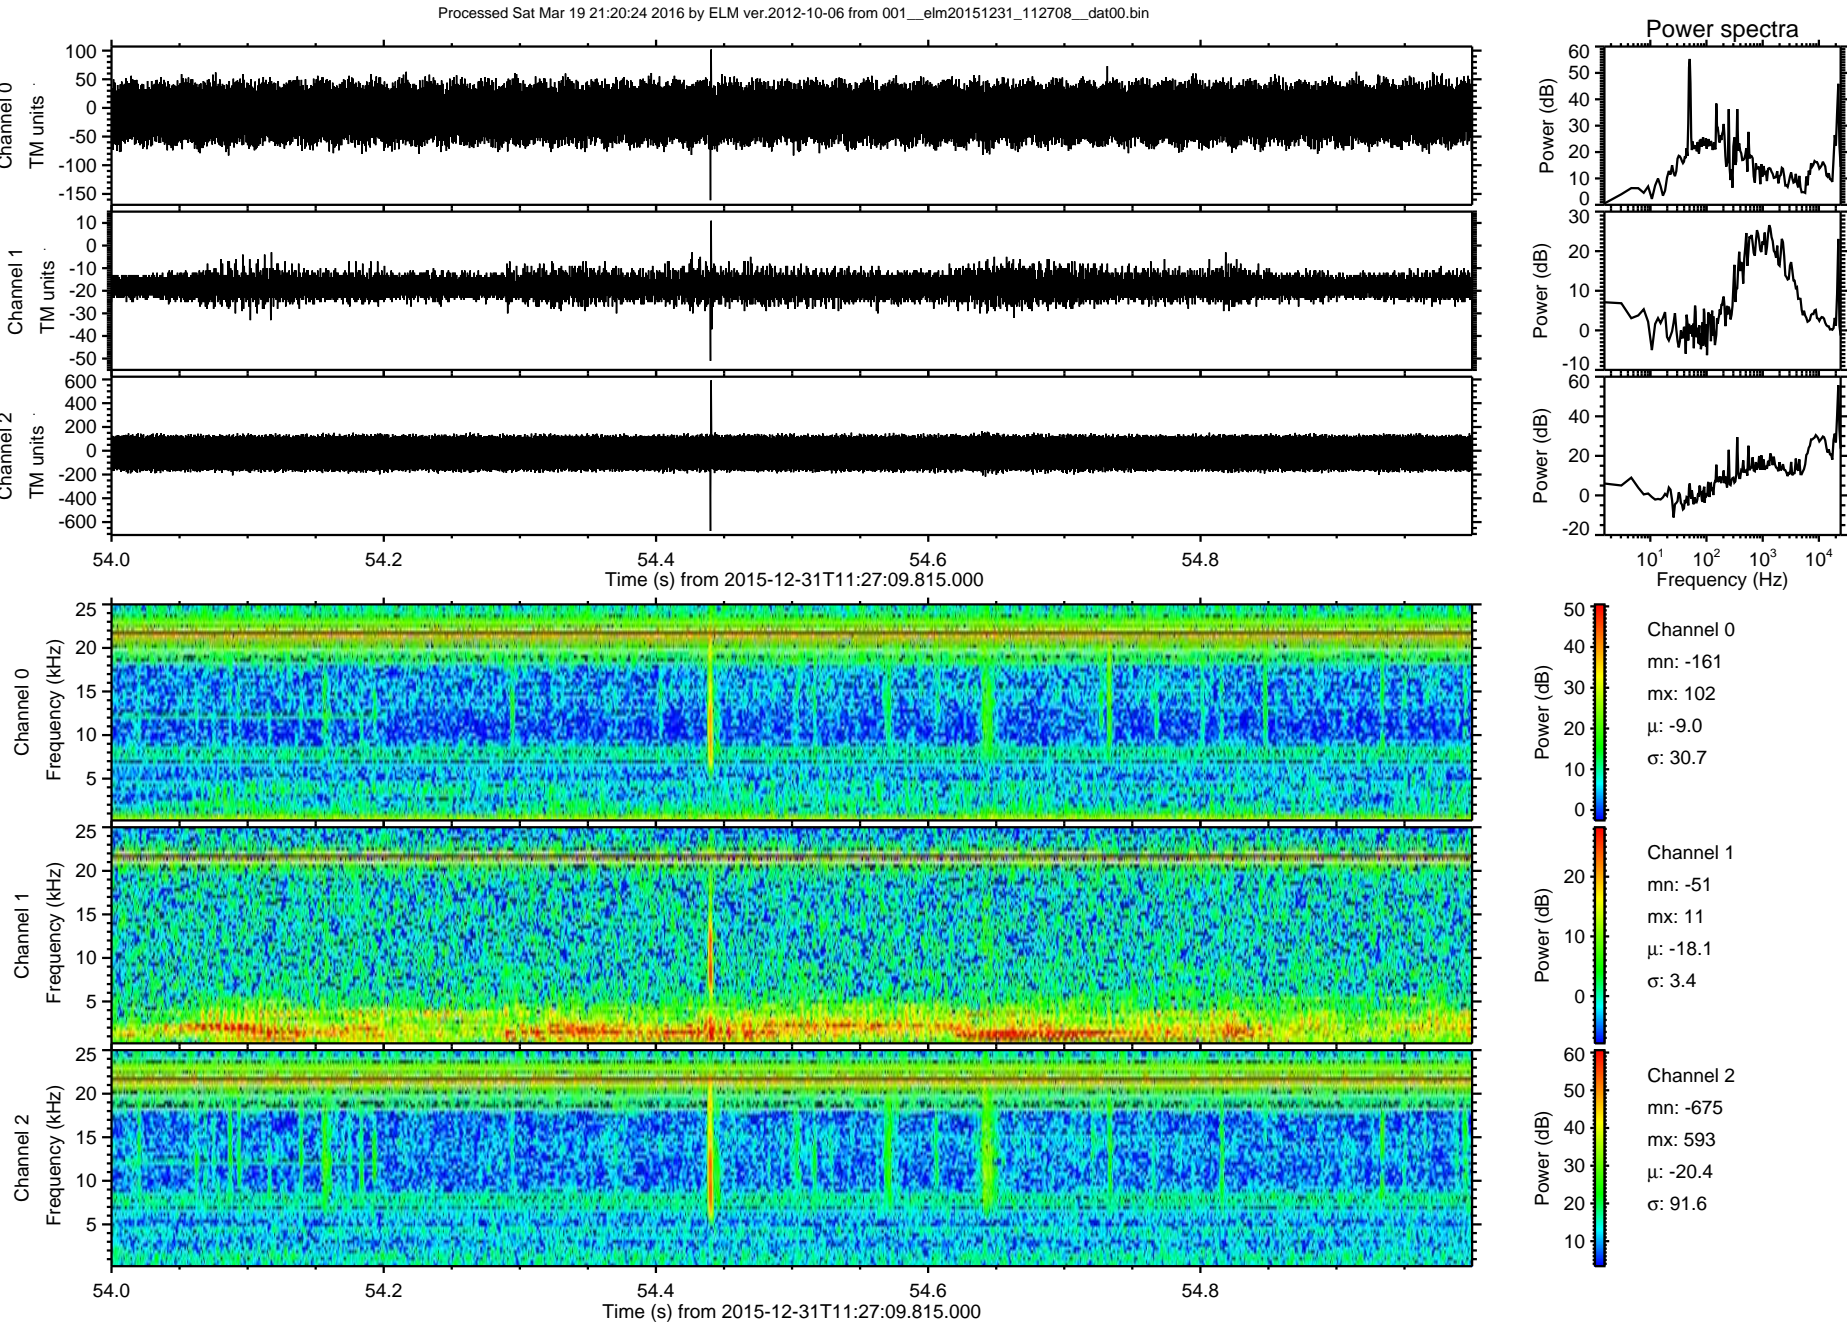 Processed Sat Mar 19 21:20:24 2016 by ELM ver.2012-10-06 from 001__elm20151231_112708__dat00.bin
Power spectra
Channel 0
TM units
100
50
0
-50
-100
-150
Power (dB)
60
50
40
30
20
10
0
Channel 1
TM units
10
0
-10
-20
-30
-40
-50
Power (dB)
30
20
10
0
-10
Channel 2
TM units
600
400
200
0
-200
-400
-600
Power (dB)
60
40
20
0
-20
54.0 54.2 54.4 54.6 54.8
Time (s) from 2015-12-31T11:27:09.815.000
10^1 10^2 10^3 10^4
Frequency (Hz)
Channel 0
Frequency (kHz)
25
20
15
10
5
Power (dB)
50
40
30
20
10
0
Channel 0
mn: -161
mx: 102
μ: -9.0
σ: 30.7
Channel 1
Frequency (kHz)
25
20
15
10
5
Power (dB)
20
10
0
Channel 1
mn: -51
mx: 11
μ: -18.1
σ: 3.4
Channel 2
Frequency (kHz)
25
20
15
10
5
Power (dB)
60
50
40
30
20
10
Channel 2
mn: -675
mx: 593
μ: -20.4
σ: 91.6
54.0 54.2 54.4 54.6 54.8
Time (s) from 2015-12-31T11:27:09.815.000